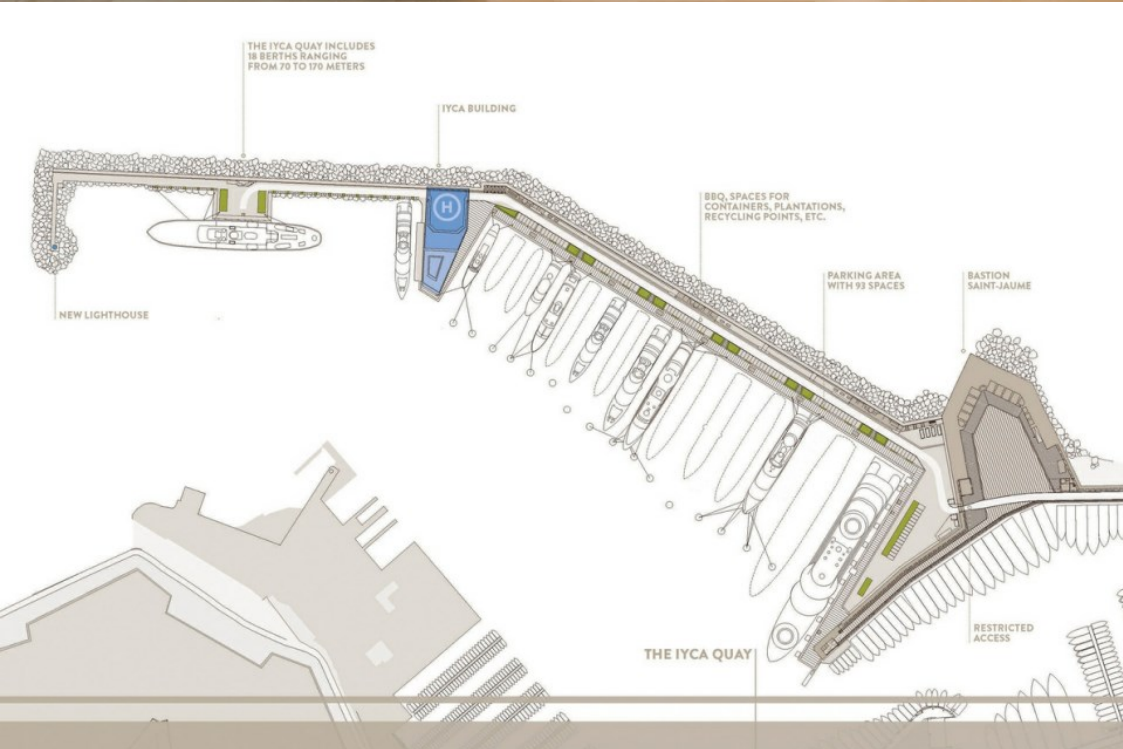 THE IYCA QUAY INCLUDES
18 BERTHS RANGING
FROM 70 TO 170 METERS
IYCA BUILDING
H
BBQ, SPACES FOR
CONTAINERS, PLANTATIONS,
RECYCLING POINTS, ETC.
PARKING AREA
WITH 93 SPACES
BASTION
SAINT-JAUME
NEW LIGHTHOUSE
RESTRICTED
ACCESS
THE IYCA QUAY